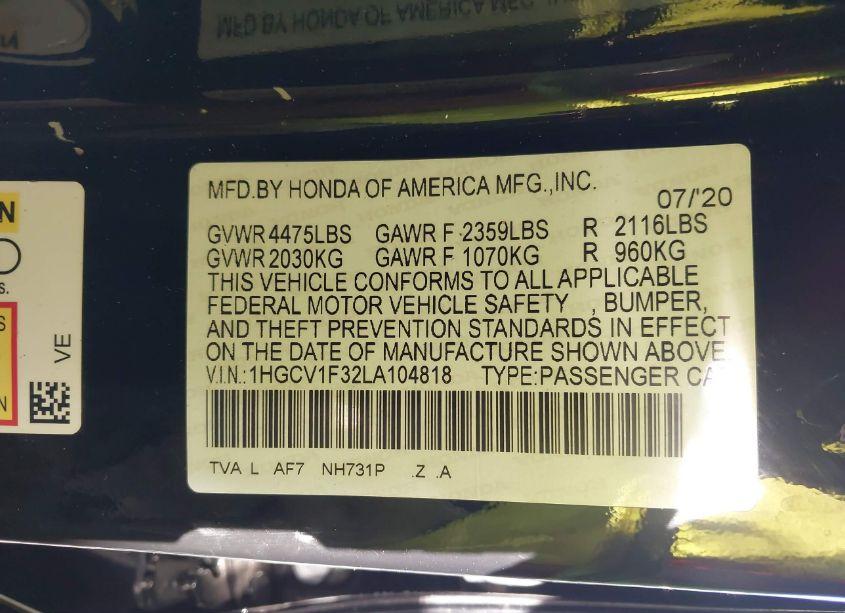 MFD.BY HONDA OF AMERICA MFG.,INC.
07/'20
GVWR 4475LBS GAWR F 2359LBS R 2116LBS
GVWR 2030KG GAWR F 1070KG R 960KG
THIS VEHICLE CONFORMS TO ALL APPLICABLE
FEDERAL MOTOR VEHICLE SAFETY , BUMPER,
AND THEFT PREVENTION STANDARDS IN EFFECT
ON THE DATE OF MANUFACTURE SHOWN ABOVE.
V.I.N.:1HGCV1F32LA104818 TYPE:PASSENGER
TVA L AF7 NH731P .Z .A
VE